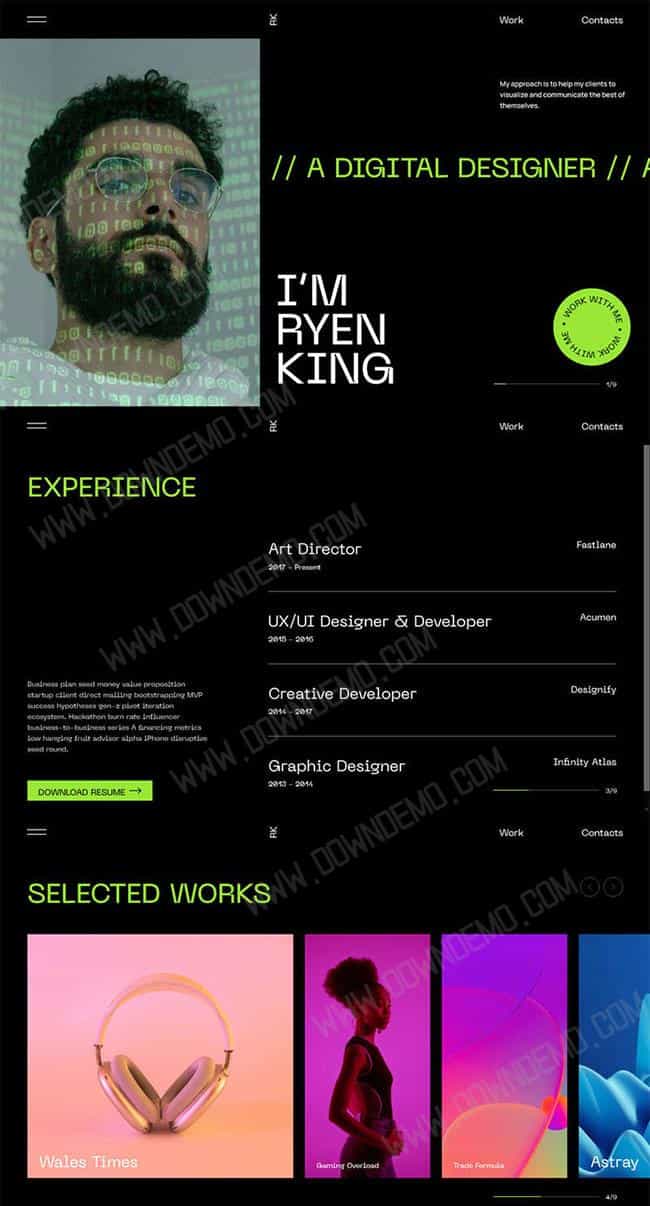 RK
Work
Contacts
My approach is to help my clients to
visualize and communicate the best of
themselves.
// A DIGITAL DESIGNER // A
I'M
RYEN
KING
WORK WITH ME • WORK WITH ME •
1/9
RK
Work
Contacts
EXPERIENCE
Art Director
Fastlane
2017 - Present
UX/UI Designer & Developer
Acumen
2015 - 2016
Creative Developer
Designify
2014 - 2017
Graphic Designer
Infinity Atlas
2013 - 2014
Business plan seed money value proposition
startup client direct mailing bootstrapping MVP
success hypotheses gen-z pivot iteration
ecosystem. Hackathon burn rate influencer
business-to-business series A financing metrics
low hanging fruit advisor alpha iPhone disruptive
seed round.
DOWNLOAD RESUME
3/9
RK
Work
Contacts
SELECTED WORKS
Wales Times
Gaming Overload
Trade Formula
Astray
4/9
WWW.DOWNDEMO.COM
WWW.DOWNDEMO.COM
WWW.DOWNDEMO.COM
WWW.DOWNDEMO.COM